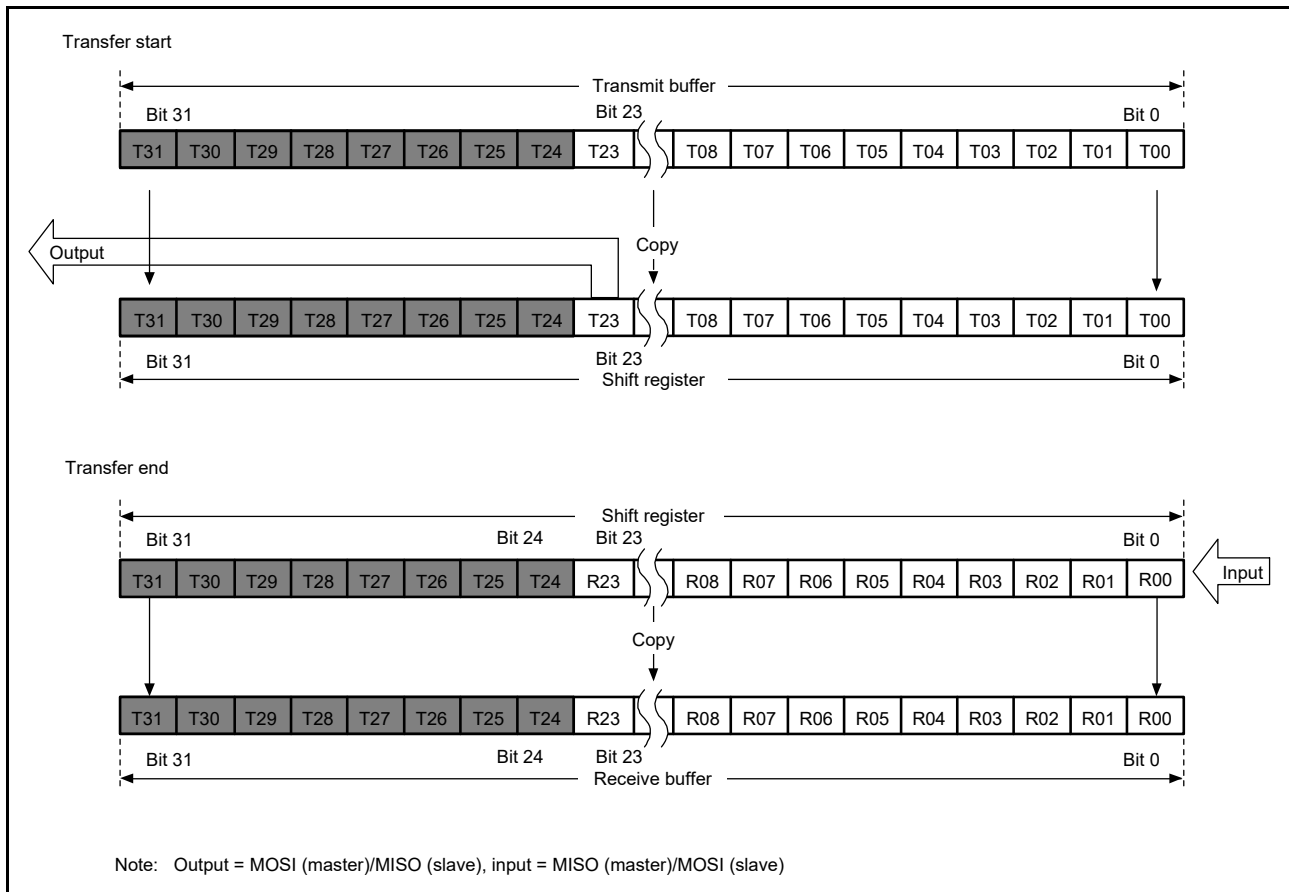 Transfer start
Transmit buffer
Bit 31 Bit 23 Bit 0
T31 T30 T29 T28 T27 T26 T25 T24 T23 T08 T07 T06 T05 T04 T03 T02 T01 T00
Output Copy
T31 T30 T29 T28 T27 T26 T25 T24 T23 T08 T07 T06 T05 T04 T03 T02 T01 T00
Bit 31 Bit 23 Bit 0
Shift register
Transfer end
Shift register
Bit 31 Bit 24 Bit 23 Bit 0
T31 T30 T29 T28 T27 T26 T25 T24 R23 R08 R07 R06 R05 R04 R03 R02 R01 R00 Input
Copy
T31 T30 T29 T28 T27 T26 T25 T24 R23 R08 R07 R06 R05 R04 R03 R02 R01 R00
Bit 31 Bit 24 Bit 23 Bit 0
Receive buffer
Note: Output = MOSI (master)/MISO (slave), input = MISO (master)/MOSI (slave)